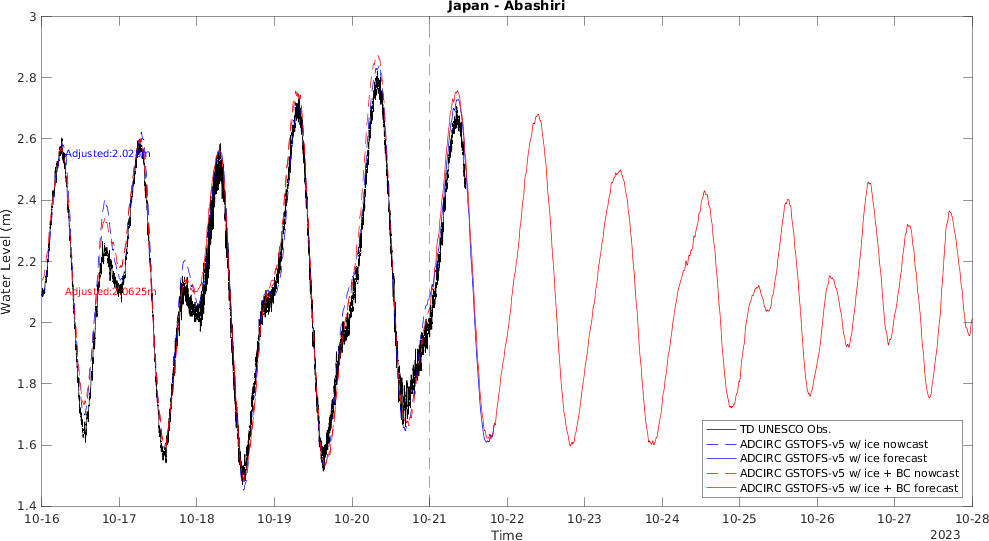 Japan - Abashiri
Water Level (m)
3
2.8
2.6
2.4
2.2
2
1.8
1.6
1.4
Adjusted:2.02
Adjusted:2.0625m
TD UNESCO Obs.
ADCIRC GSTOFS-v5 w/ ice nowcast
ADCIRC GSTOFS-v5 w/ ice forecast
ADCIRC GSTOFS-v5 w/ ice + BC nowcast
ADCIRC GSTOFS-v5 w/ ice + BC forecast
10-16 10-17 10-18 10-19 10-20 10-21 10-22 10-23 10-24 10-25 10-26 10-27 10-28
Time
2023